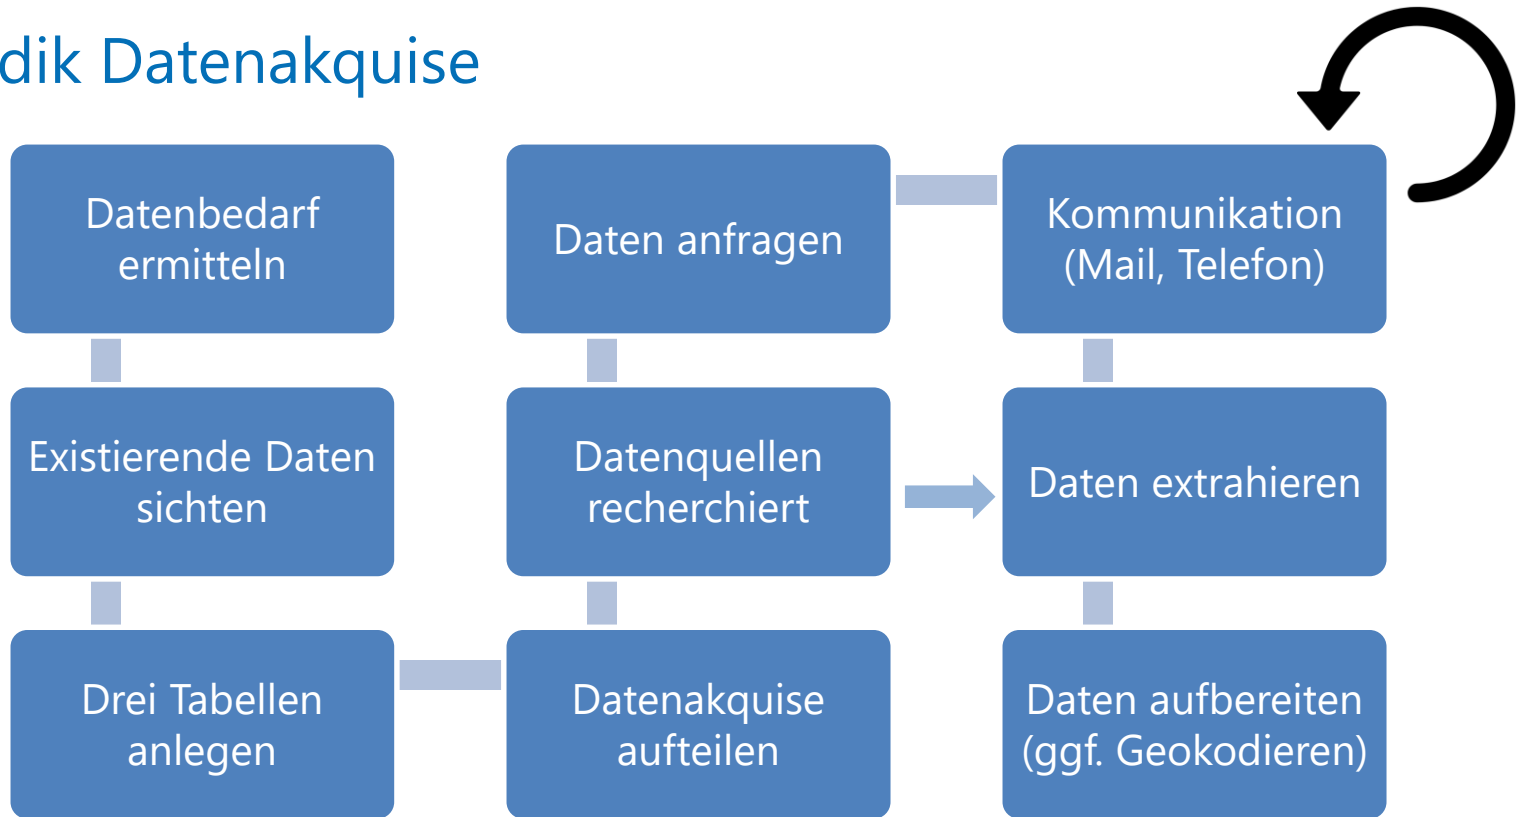 dik Datenakquise
Datenbedarf
ermitteln
Existierende Daten
sichten
Drei Tabellen
anlegen
Daten anfragen
Datenquellen
recherchiert
Datenakquise
aufteilen
Kommunikation
(Mail, Telefon)
Daten extrahieren
Daten aufbereiten
(ggf. Geokodieren)